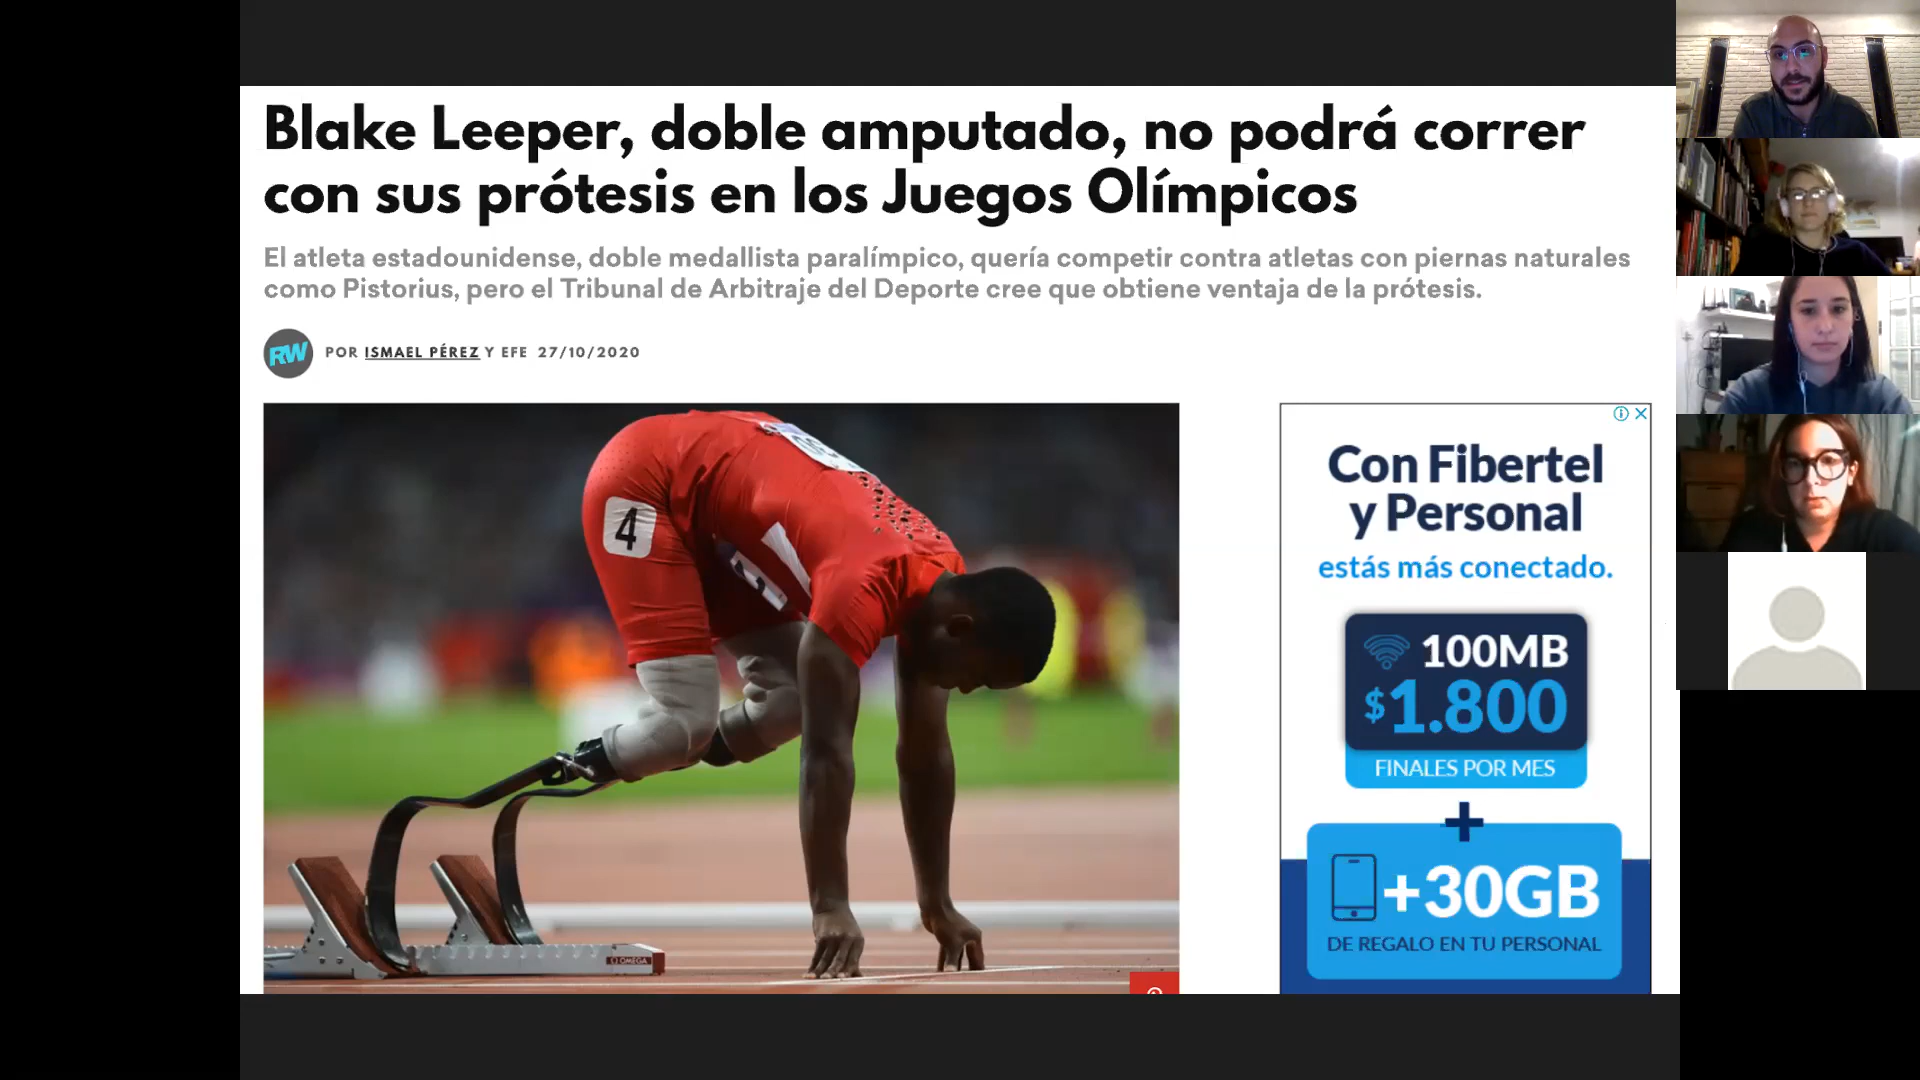 Blake Leeper, doble amputado, no podrá correr
con sus prótesis en los Juegos Olímpicos
El atleta estadounidense, doble medallista paralímpico, quería competir contra atletas con piernas naturales
como Pistorius, pero el Tribunal de Arbitraje del Deporte cree que obtiene ventaja de la prótesis.
RW
POR ISMAEL PÉREZ Y EFE 27/10/2020
4
OMEGA
Con Fibertel
y Personal
estás más conectado.
100MB
$1.800
FINALES POR MES
+
+30GB
DE REGALO EN TU PERSONAL